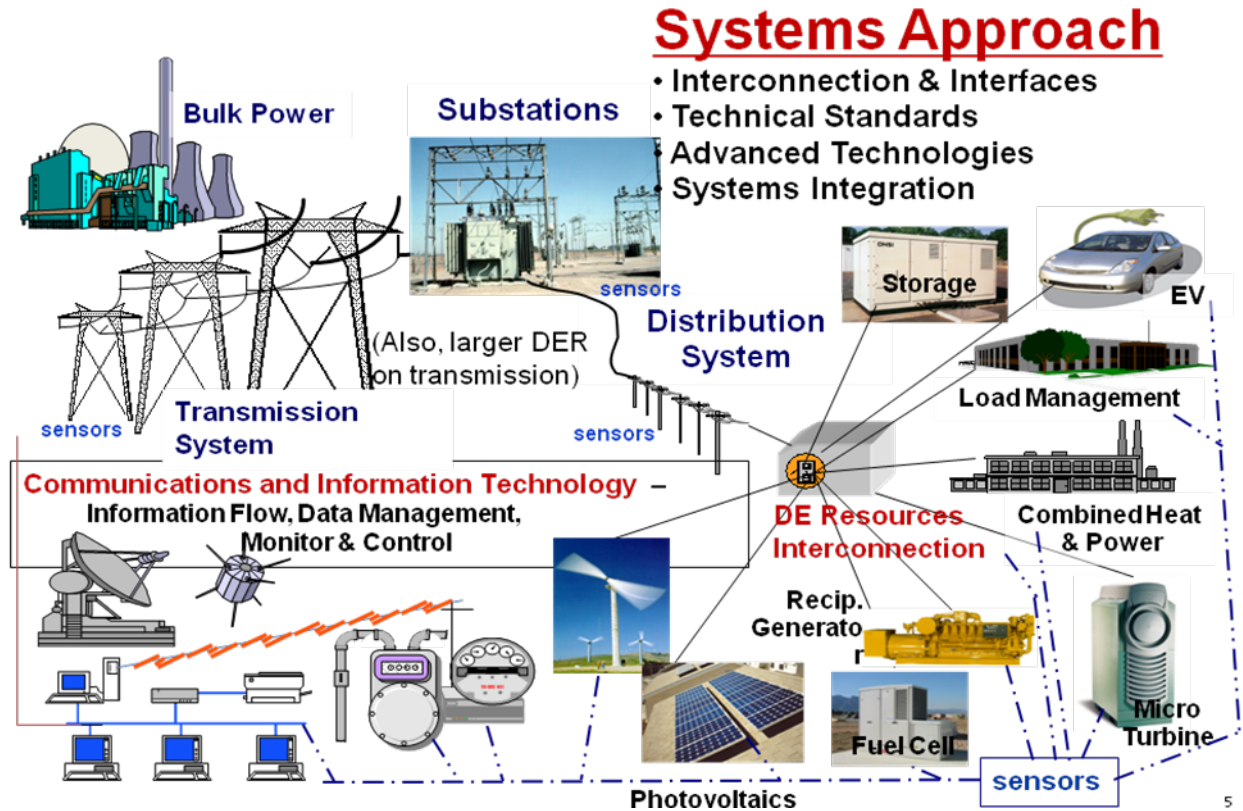 Systems Approach
• Interconnection & Interfaces
• Technical Standards
• Advanced Technologies
• Systems Integration
Bulk Power
Substations
sensors
Storage
EV
Distribution
System
(Also, larger DER
on transmission)
Load Management
Transmission
System
sensors
sensors
Communications and Information Technology –
Information Flow, Data Management,
Monitor & Control
DE Resources
Interconnection
Combined Heat
& Power
Recip.
Generato
r
Micro
Turbine
Fuel Cell
sensors
Photovoltaics
5